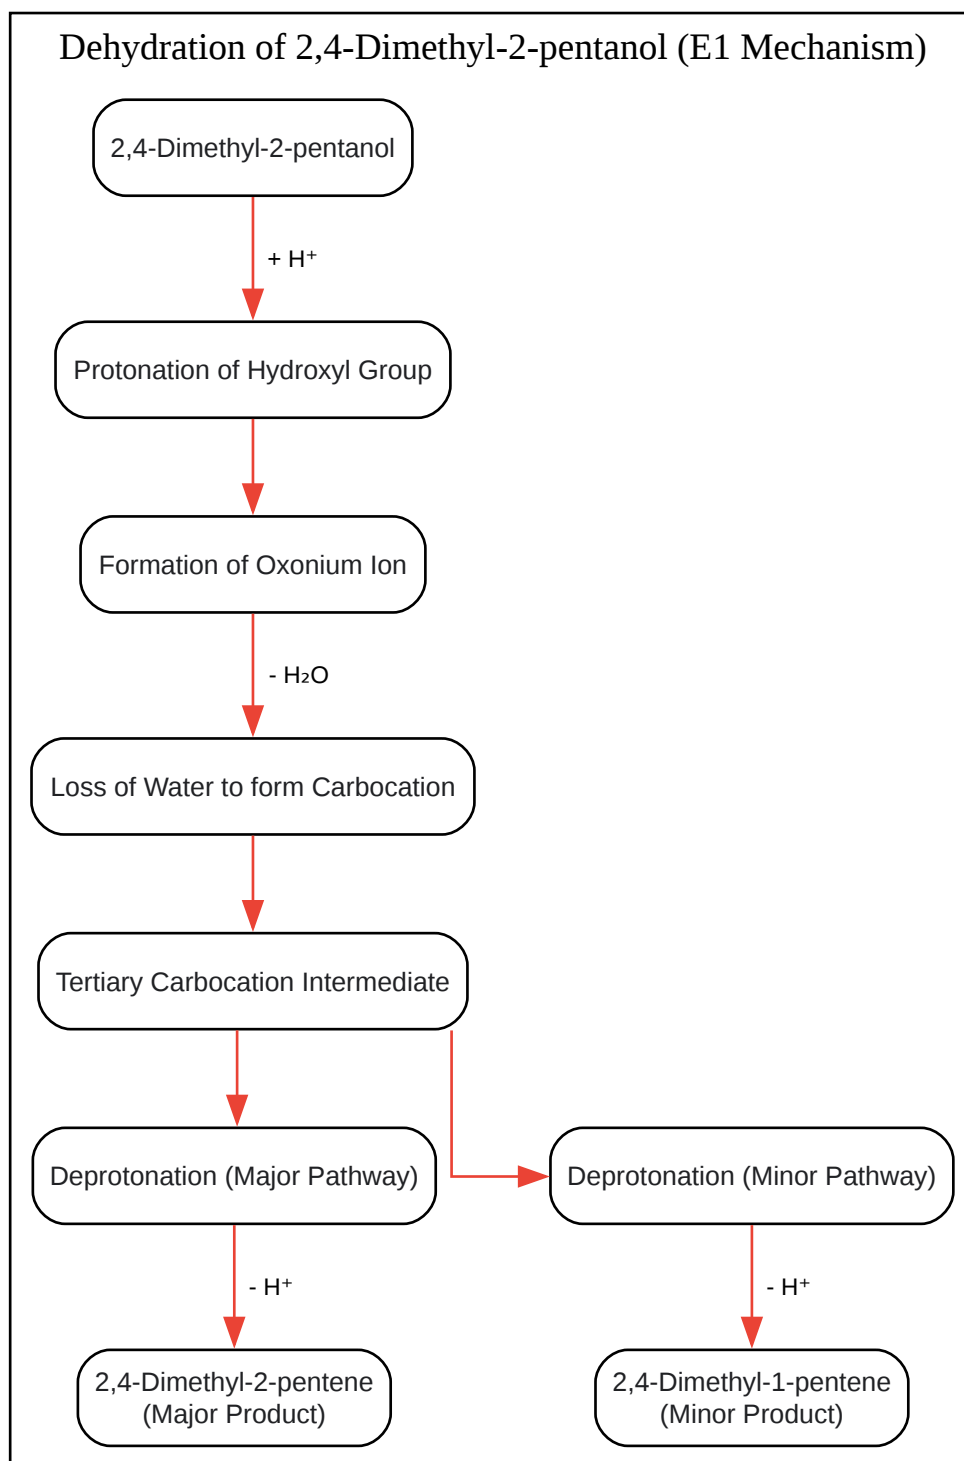 Dehydration of 2,4-Dimethyl-2-pentanol (E1 Mechanism)
2,4-Dimethyl-2-pentanol
+ H⁺
Protonation of Hydroxyl Group
Formation of Oxonium Ion
- H₂O
Loss of Water to form Carbocation
Tertiary Carbocation Intermediate
Deprotonation (Major Pathway)
Deprotonation (Minor Pathway)
- H⁺
- H⁺
2,4-Dimethyl-2-pentene
(Major Product)
2,4-Dimethyl-1-pentene
(Minor Product)